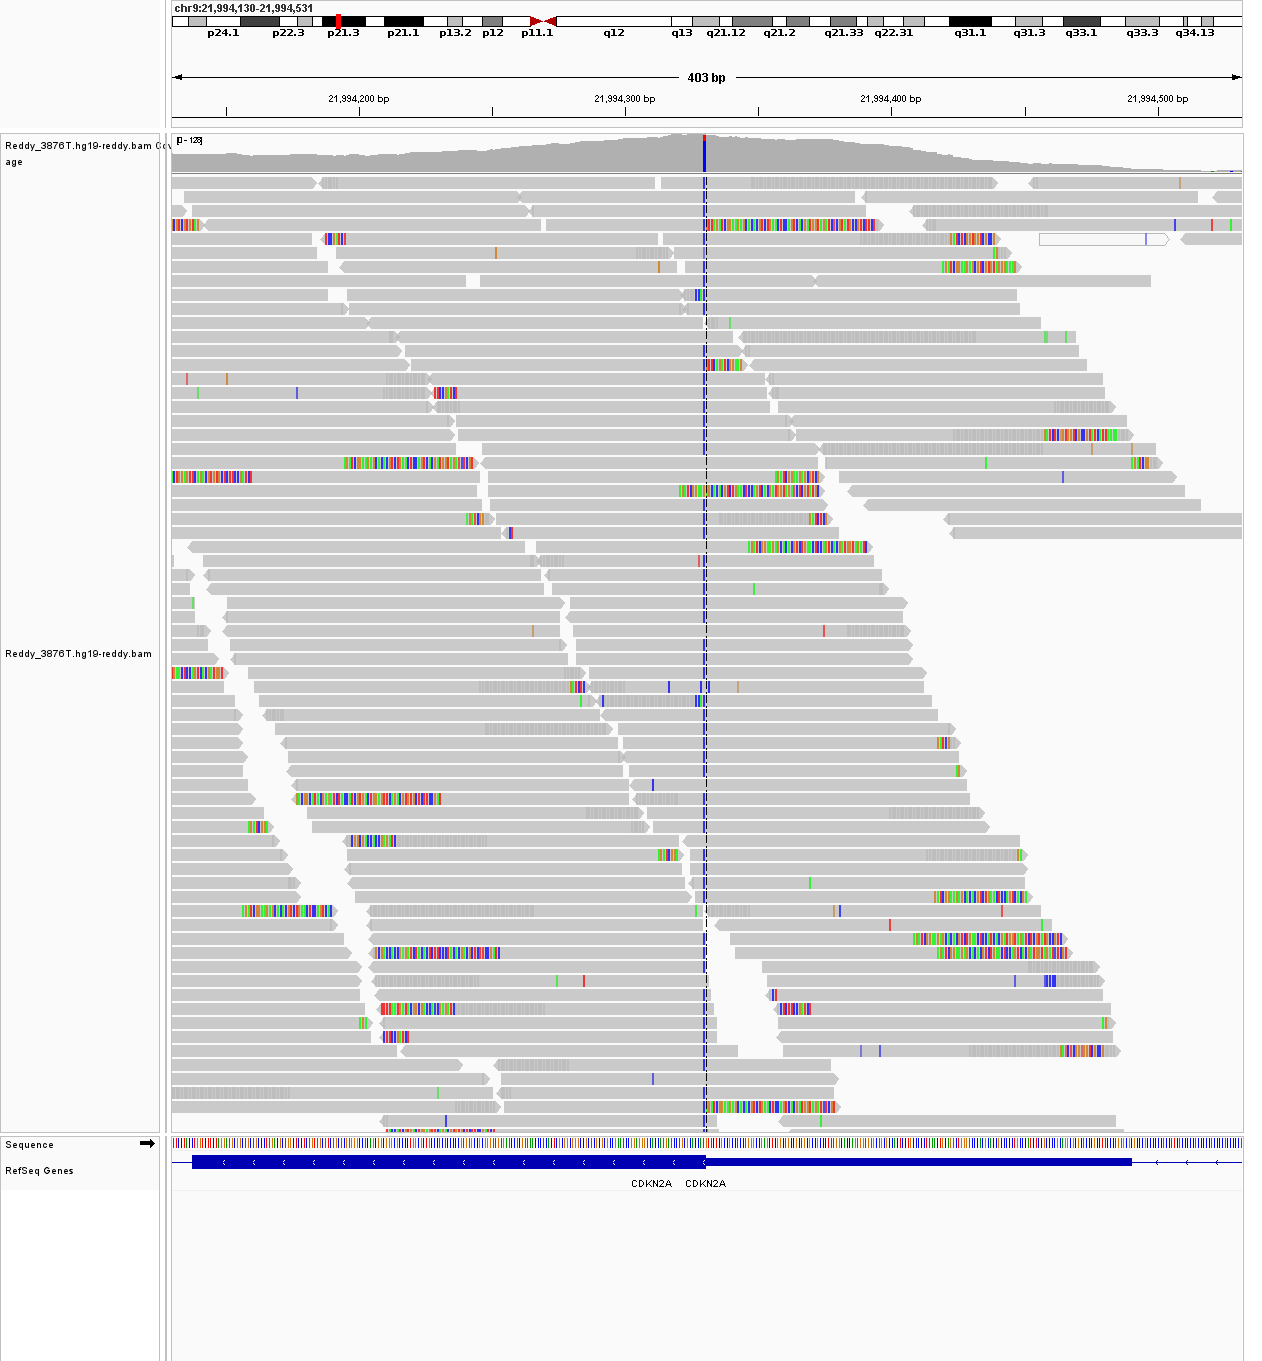 chr9:21,994,130-21,994,531
p24.1 p22.3 p21.3 p21.1 p13.2 p12 p11.1 q12 q13 q21.12 q21.2 q21.33 q22.31 q31.1 q31.3 q33.1 q33.3 q34.13
403 bp
21,994,200 bp 21,994,300 bp 21,994,400 bp 21,994,500 bp
[0 - 128]
Reddy_3876T.hg19-reddy.bam Cov
age
Reddy_3876T.hg19-reddy.bam
Sequence
RefSeq Genes
CDKN2A CDKN2A